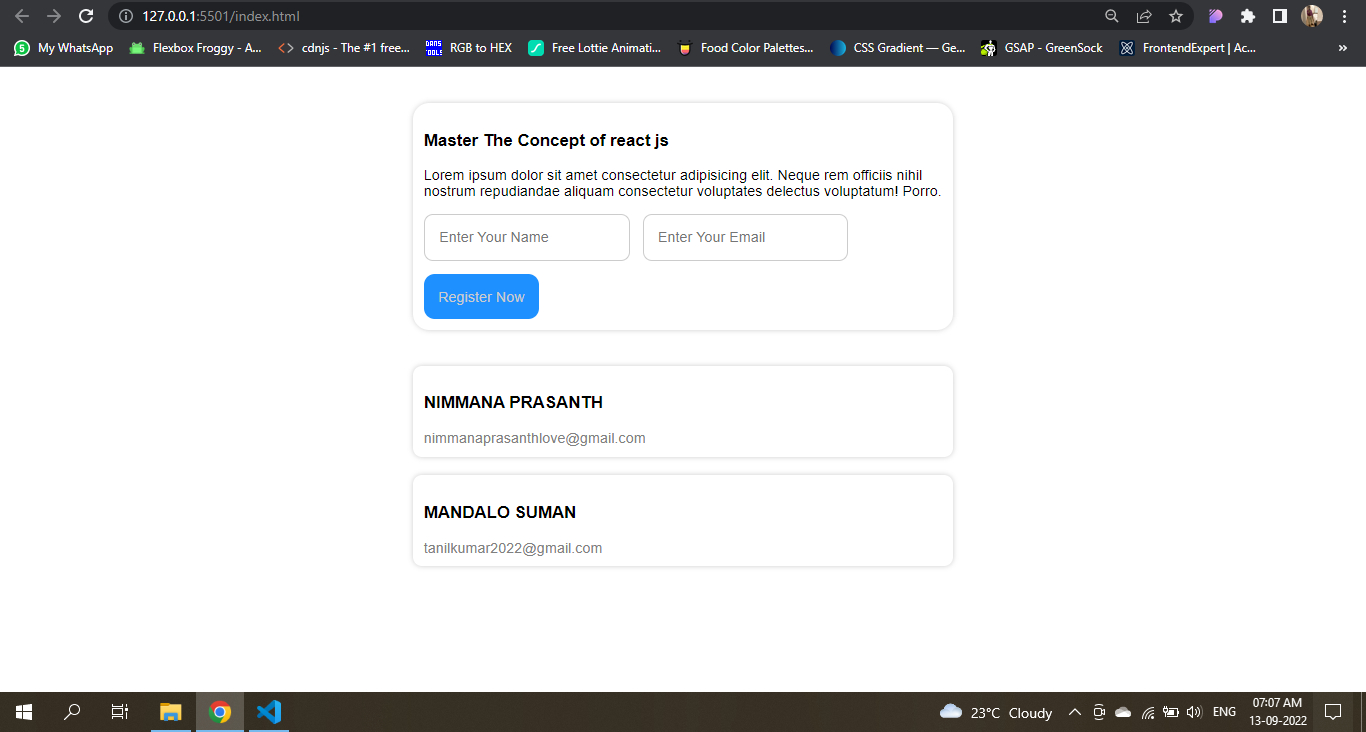 127.0.0.1:5501/index.html
My WhatsApp
Flexbox Froggy - A...
cdnjs - The #1 free...
RGB to HEX
Free Lottie Animati...
Food Color Palettes...
CSS Gradient — Ge...
GSAP - GreenSock
FrontendExpert | Ac...
»
Master The Concept of react js
Lorem ipsum dolor sit amet consectetur adipisicing elit. Neque rem officiis nihil
nostrum repudiandae aliquam consectetur voluptates delectus voluptatum! Porro.
Enter Your Name
Enter Your Email
Register Now
NIMMANA PRASANTH
nimmanaprasanthlove@gmail.com
MANDALO SUMAN
tanilkumar2022@gmail.com
23°C Cloudy
ENG
07:07 AM
13-09-2022